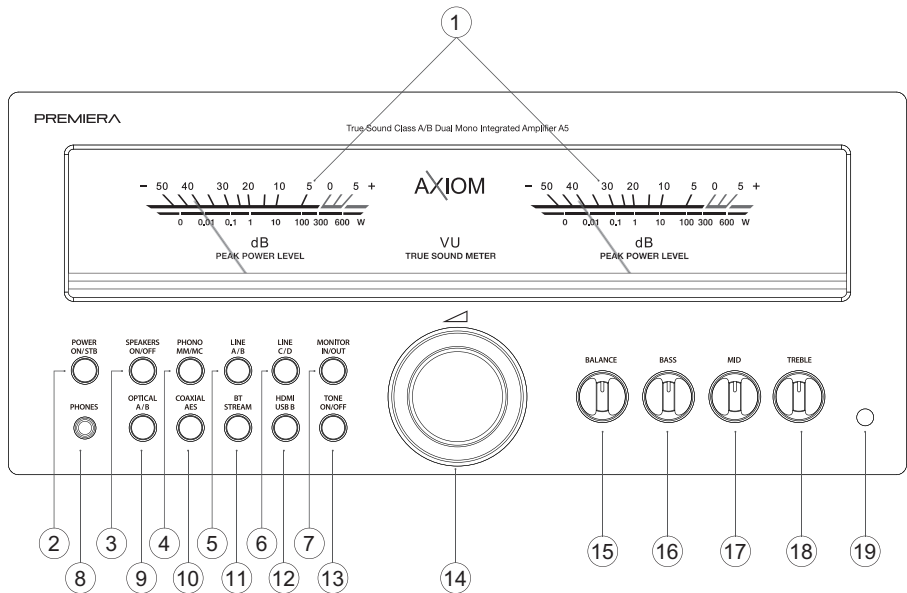 1
PREMIERA
True Sound Class A/B Dual Mono Integrated Amplifier A5
- 50 40 30 20 10 5 0 5 +
0 0.01 0.1 1 10 100 300 600 W
dB
PEAK POWER LEVEL
AXIOM
VU
TRUE SOUND METER
- 50 40 30 20 10 5 0 5 +
0 0.01 0.1 1 10 100 300 600 W
dB
PEAK POWER LEVEL
POWER
ON/STB
SPEAKERS
ON/OFF
PHONO
MM/MC
LINE
A/B
LINE
C/D
MONITOR
IN/OUT
BALANCE
BASS
MID
TREBLE
PHONES
OPTICAL
A/B
COAXIAL
AES
BT
STREAM
HDMI
USB B
TONE
ON/OFF
2
3
4
5
6
7
8
9
10
11
12
13
14
15
16
17
18
19